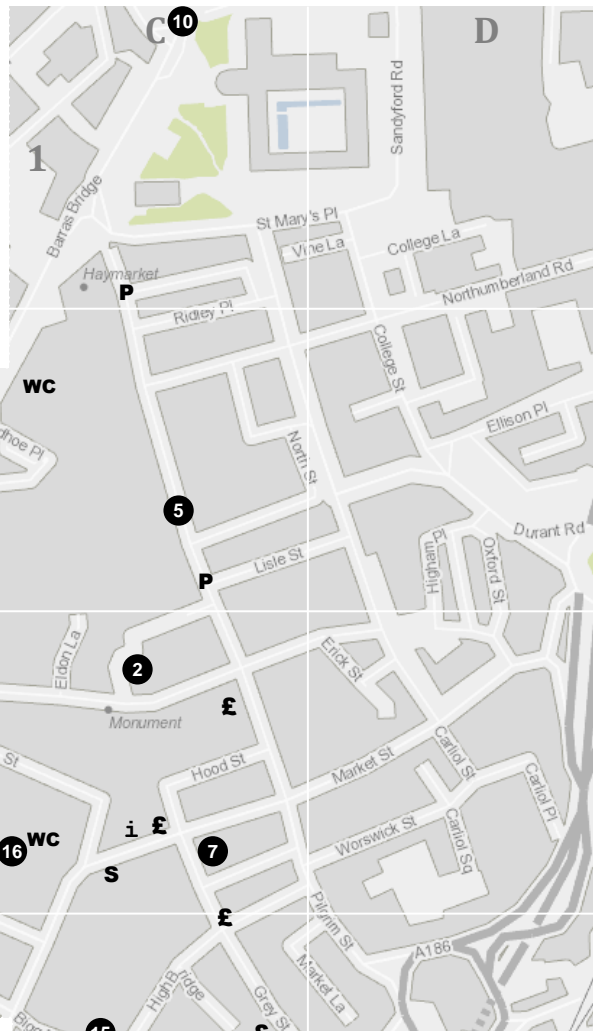 C
10
D
Sandyford Rd
1
Barras Bridge
St Mary's Pl
Vine La
College La
Haymarket
P
Northumberland Rd
Ridley Pl
College St
WC
Ellison Pl
North St
5
Durant Rd
Higham Pl
Oxford St
Lisle St
P
Eldon La
2
Erick St
£
Monument
St
Hood St
Market St
Carliol St
Carliol Pl
i
£
Worswick St
Carliol Sq
16
WC
7
S
£
Pilgrim St
A186
High Bridge
Market La
Grey St
15
£